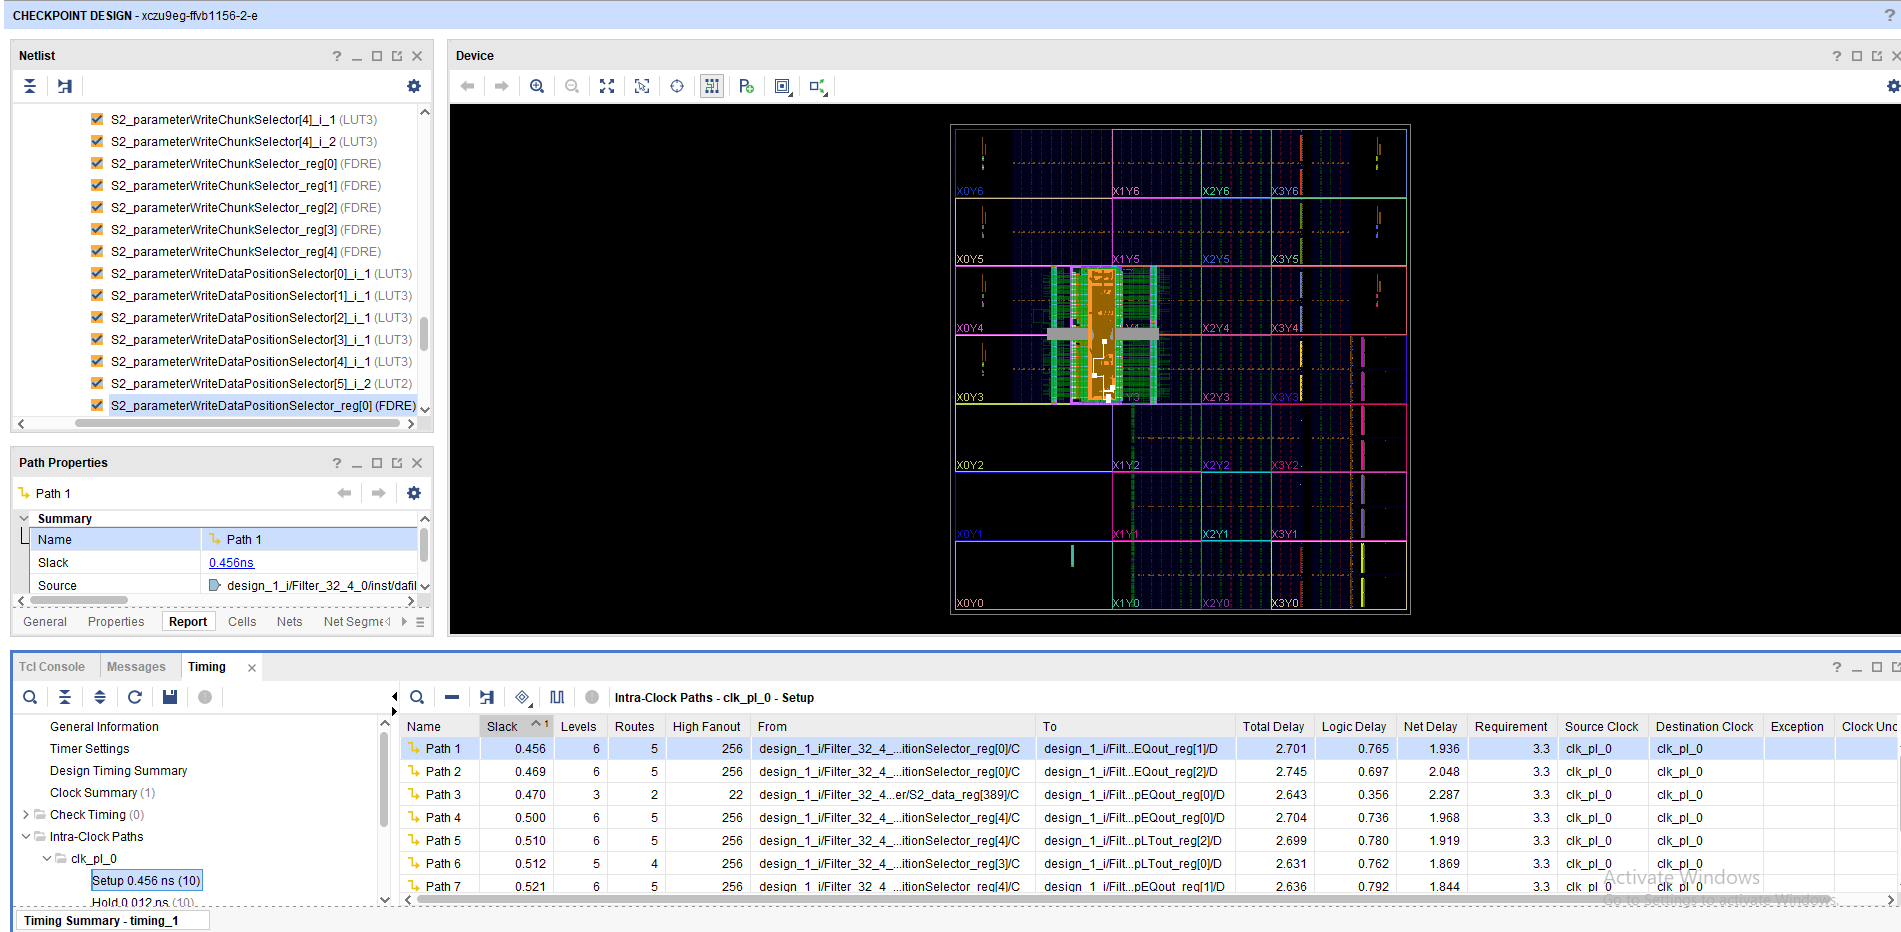 CHECKPOINT DESIGN - xczu9eg-ffvb1156-2-e
Netlist
S2_parameterWriteChunkSelector[4]_i_1 (LUT3)
S2_parameterWriteChunkSelector[4]_i_2 (LUT3)
S2_parameterWriteChunkSelector_reg[0] (FDRE)
S2_parameterWriteChunkSelector_reg[1] (FDRE)
S2_parameterWriteChunkSelector_reg[2] (FDRE)
S2_parameterWriteChunkSelector_reg[3] (FDRE)
S2_parameterWriteChunkSelector_reg[4] (FDRE)
S2_parameterWriteDataPositionSelector[0]_i_1 (LUT3)
S2_parameterWriteDataPositionSelector[1]_i_1 (LUT3)
S2_parameterWriteDataPositionSelector[2]_i_1 (LUT3)
S2_parameterWriteDataPositionSelector[3]_i_1 (LUT3)
S2_parameterWriteDataPositionSelector[4]_i_1 (LUT3)
S2_parameterWriteDataPositionSelector[5]_i_2 (LUT2)
S2_parameterWriteDataPositionSelector_reg[0] (FDRE)
Path Properties
Path 1
Summary
Name Path 1
Slack 0.456ns
Source design_1_i/Filter_32_4_0/inst/dafil
General Properties Report Cells Nets Net Segme
Device
X0Y6 X1Y6 X2Y6 X3Y6
X0Y5 X1Y5 X2Y5 X3Y5
X0Y4 X2Y4 X3Y4
X0Y3 X2Y3 X3Y3
X0Y2 X1Y2 X2Y2 X3Y2
X0Y1 X1Y1 X2Y1 X3Y1
X0Y0 X1Y0 X2Y0 X3Y0
Tcl Console Messages Timing
General Information
Timer Settings
Design Timing Summary
Clock Summary (1)
Check Timing (0)
Intra-Clock Paths
clk_pl_0
Setup 0.456 ns (10)
Hold 0.012 ns (10)
Timing Summary - timing_1
Intra-Clock Paths - clk_pl_0 - Setup
Name Slack 1 Levels Routes High Fanout From To Total Delay Logic Delay Net Delay Requirement Source Clock Destination Clock Exception Clock Unc
Path 1 0.456 6 5 256 design_1_i/Filter_32_4_...itionSelector_reg[0]/C design_1_i/Filt...EQout_reg[1]/D 2.701 0.765 1.936 3.3 clk_pl_0 clk_pl_0
Path 2 0.469 6 5 256 design_1_i/Filter_32_4_...itionSelector_reg[0]/C design_1_i/Filt...EQout_reg[2]/D 2.745 0.697 2.048 3.3 clk_pl_0 clk_pl_0
Path 3 0.470 3 2 22 design_1_i/Filter_32_4...er/S2_data_reg[389]/C design_1_i/Filt...pEQout_reg[0]/D 2.643 0.356 2.287 3.3 clk_pl_0 clk_pl_0
Path 4 0.500 6 5 256 design_1_i/Filter_32_4_...itionSelector_reg[4]/C design_1_i/Filt...pEQout_reg[0]/D 2.704 0.736 1.968 3.3 clk_pl_0 clk_pl_0
Path 5 0.510 6 5 256 design_1_i/Filter_32_4_...itionSelector_reg[4]/C design_1_i/Filt...pLTout_reg[2]/D 2.699 0.780 1.919 3.3 clk_pl_0 clk_pl_0
Path 6 0.512 5 4 256 design_1_i/Filter_32_4_...itionSelector_reg[3]/C design_1_i/Filt...pLTout_reg[0]/D 2.631 0.762 1.869 3.3 clk_pl_0 clk_pl_0
Path 7 0.521 6 5 256 design_1_i/Filter_32_4_...itionSelector_reg[4]/C design_1_i/Filt...pEQout_reg[1]/D 2.636 0.792 1.844 3.3 clk_pl_0 clk_pl_0
Activate Windows
Go to Settings to activate Windows.